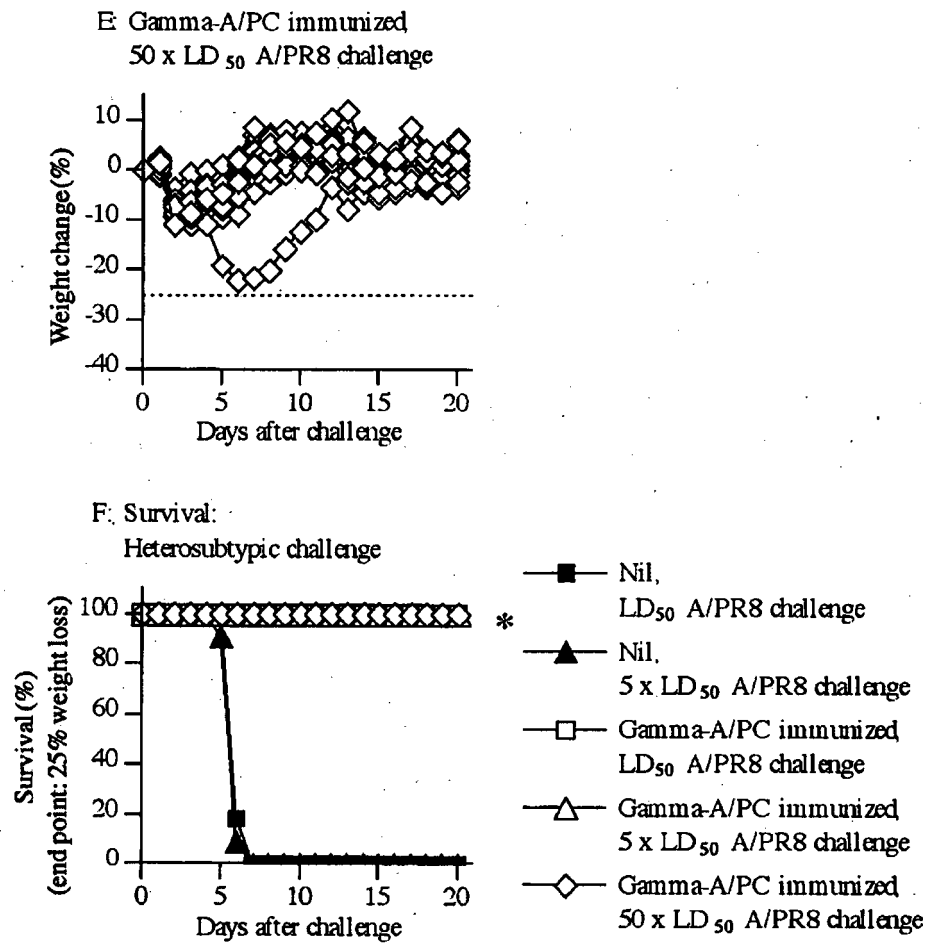 E: Gamma-A/PC immunized,
50 x LD50 A/PR8 challenge
Weight change (%)
10
0
-10
-20
-30
-40
0 5 10 15 20
Days after challenge
F: Survival:
Heterosubtypic challenge
Survival (%)
(end point: 25% weight loss)
100
80
60
40
20
0
0 5 10 15 20
Days after challenge
*
Nil,
LD50 A/PR8 challenge
Nil,
5 x LD50 A/PR8 challenge
Gamma-A/PC immunized,
LD50 A/PR8 challenge
Gamma-A/PC immunized,
5 x LD50 A/PR8 challenge
Gamma-A/PC immunized,
50 x LD50 A/PR8 challenge